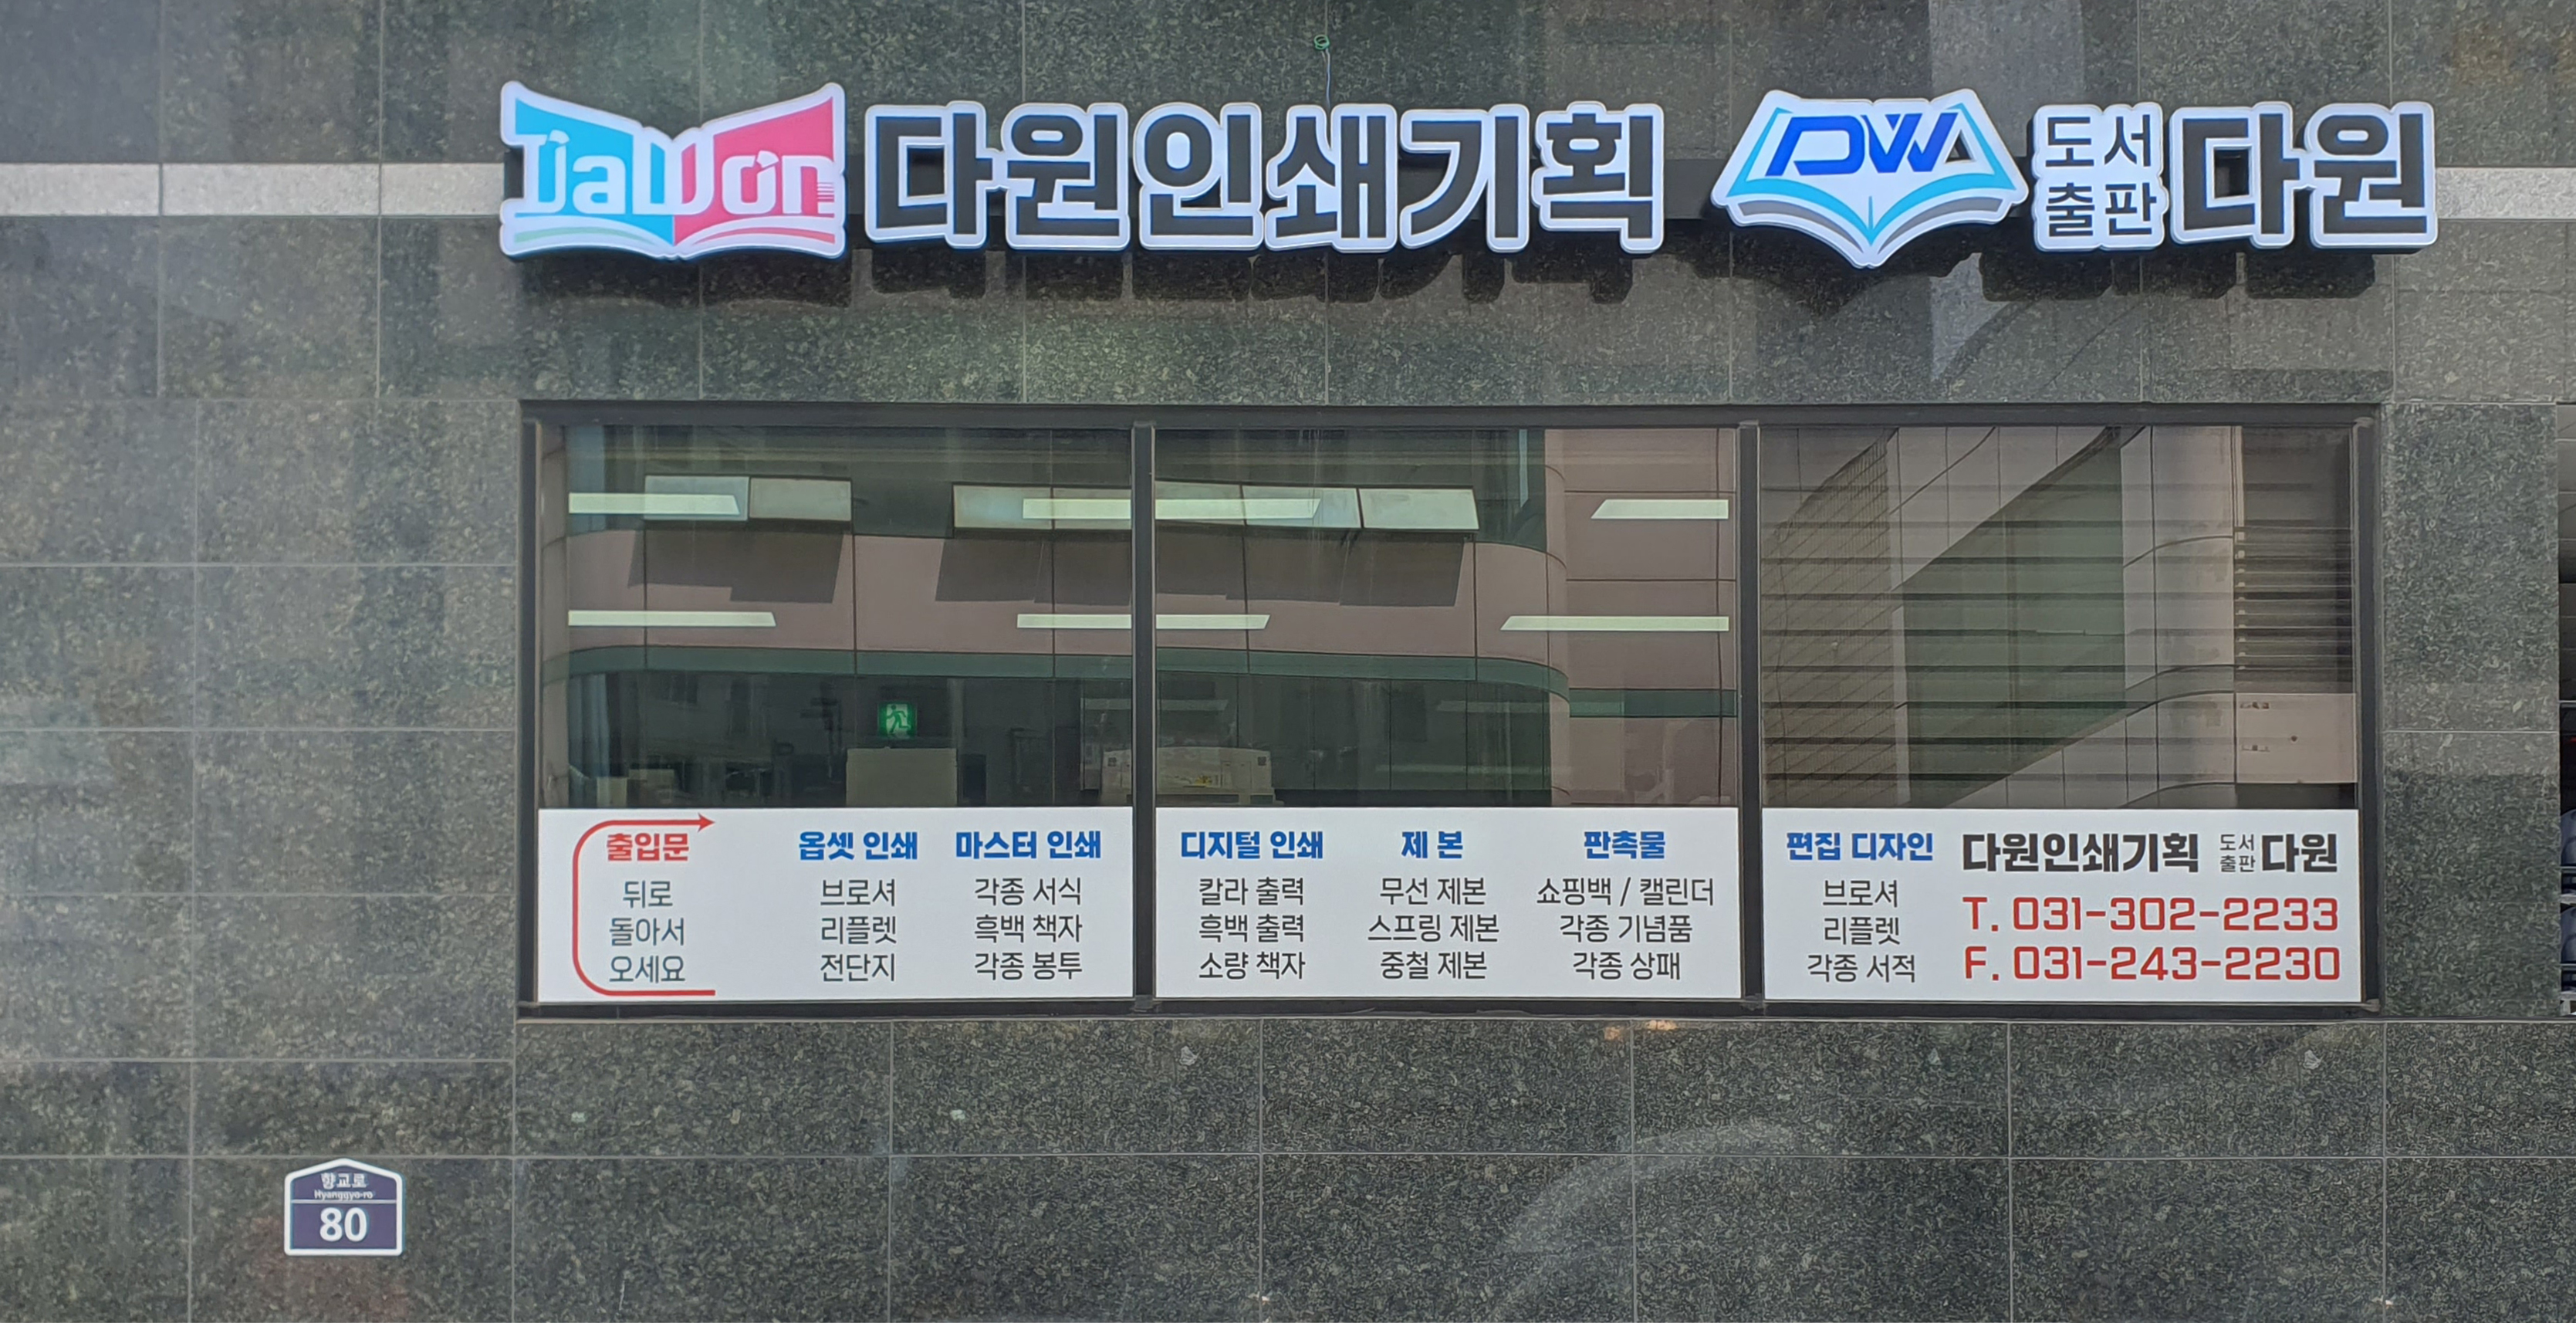 DaWon 다원인쇄기획 DW 도서출판 다원
출입문
뒤로
돌아서
오세요
옵셋 인쇄
브로셔
리플렛
전단지
마스터 인쇄
각종 서식
흑백 책자
각종 봉투
디지털 인쇄
칼라 출력
흑백 출력
소량 책자
제 본
무선 제본
스프링 제본
중철 제본
판촉물
쇼핑백 / 캘린더
각종 기념품
각종 상패
편집 디자인
브로셔
리플렛
각종 서적
다원인쇄기획 도서출판 다원
T. 031-302-2233
F. 031-243-2230
향교로
Hyanggyo-ro
80